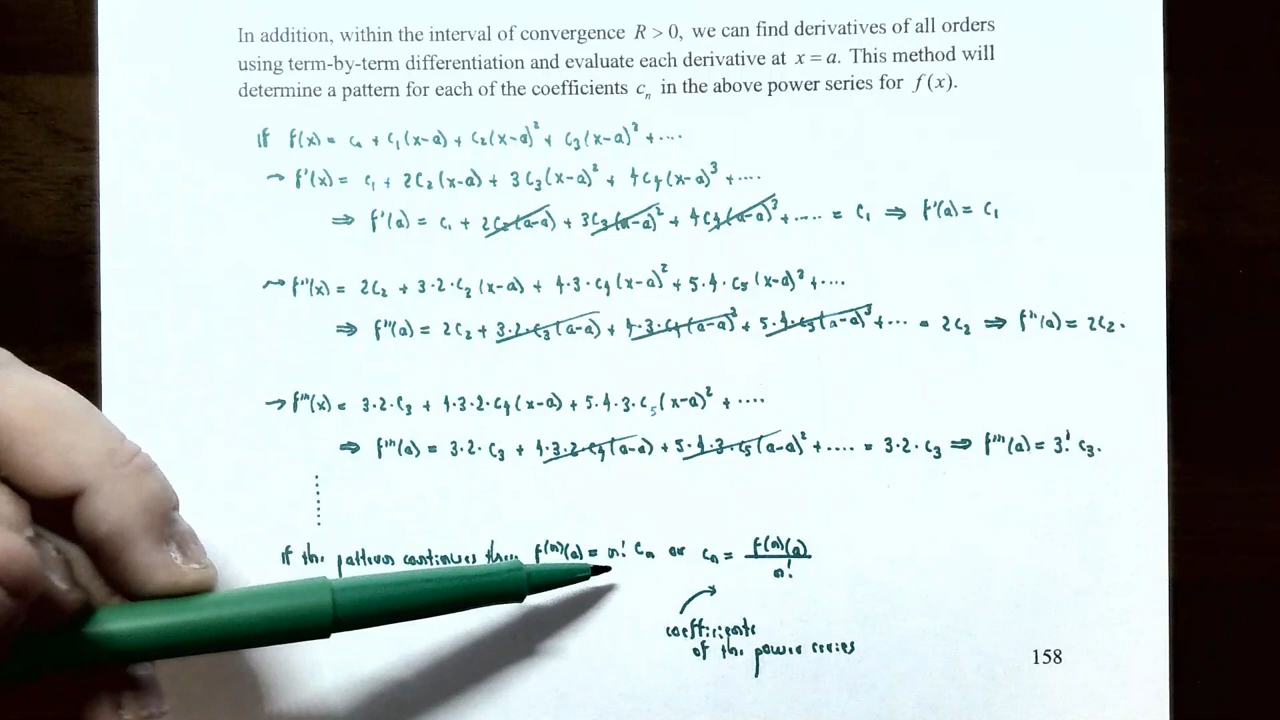 In addition, within the interval of convergence R > 0, we can find derivatives of all orders
using term-by-term differentiation and evaluate each derivative at x = a. This method will
determine a pattern for each of the coefficients cₙ in the above power series for f(x).
If f(x) = c₀ + c₁(x-a) + c₂(x-a)² + c₃(x-a)³ + ....
→ f'(x) = c₁ + 2c₂(x-a) + 3c₃(x-a)² + 4c₄(x-a)³ + ....
⇒ f'(a) = c₁ + 2c₂(a-a) + 3c₃(a-a)² + 4c₄(a-a)³ + ..... = c₁ ⇒ f'(a) = c₁
→ f''(x) = 2c₂ + 3·2·c₂(x-a) + 4·3·c₄(x-a)² + 5·4·c₅(x-a)³ + ....
⇒ f''(a) = 2c₂ + 3·2·c₃(a-a) + 4·3·c₄(a-a)² + 5·4·c₅(a-a)³ + ... = 2c₂ ⇒ f''(a) = 2c₂.
→ f'''(x) = 3·2·c₃ + 4·3·2·c₄(x-a) + 5·4·3·c₅(x-a)² + ....
⇒ f'''(a) = 3·2·c₃ + 4·3·2·c₄(a-a) + 5·4·3·c₅(a-a)² + .... = 3·2·c₃ ⇒ f'''(a) = 3! c₃.
If the pattern continues then f⁽ⁿ⁾(a) = n! cₙ or cₙ = f⁽ⁿ⁾(a) / n!
coefficients
of the power series
158